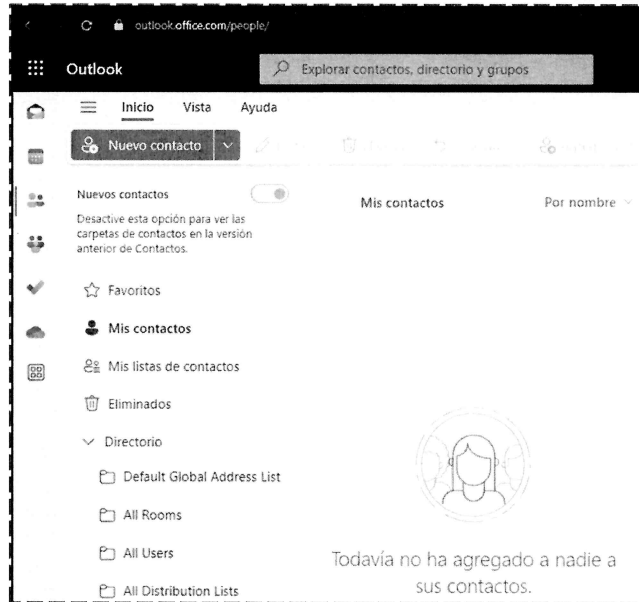 outlook.office.com/people/
Outlook
Explorar contactos, directorio y grupos
Inicio Vista Ayuda
Nuevo contacto
Nuevos contactos
Desactive esta opción para ver las
carpetas de contactos en la versión
anterior de Contactos.
Mis contactos Por nombre
Favoritos
Mis contactos
Mis listas de contactos
Eliminados
Directorio
Default Global Address List
All Rooms
All Users
All Distribution Lists
Todavía no ha agregado a nadie a
sus contactos.